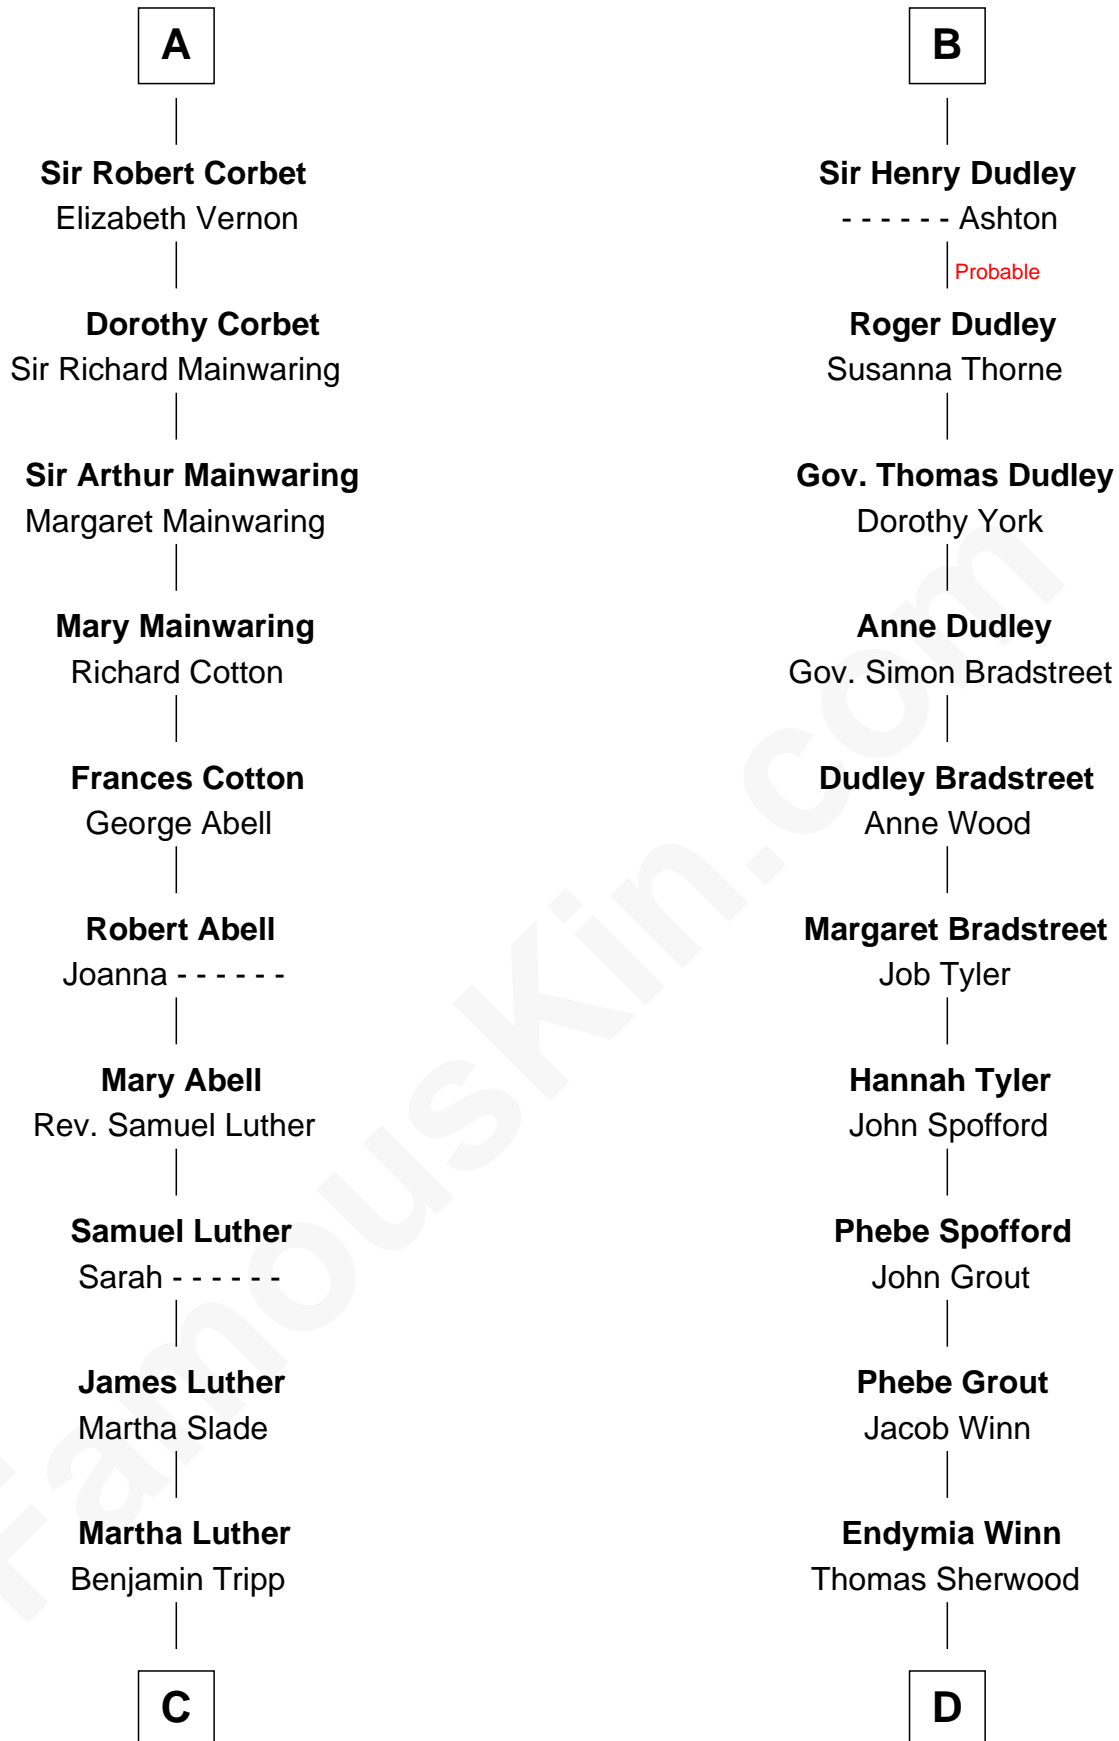 A
Sir Robert Corbet
Elizabeth Vernon
Dorothy Corbet
Sir Richard Mainwaring
Sir Arthur Mainwaring
Margaret Mainwaring
Mary Mainwaring
Richard Cotton
Frances Cotton
George Abell
Robert Abell
Joanna - - - - - -
Mary Abell
Rev. Samuel Luther
Samuel Luther
Sarah - - - - - -
James Luther
Martha Slade
Martha Luther
Benjamin Tripp
C
B
Sir Henry Dudley
- - - - - - Ashton
Probable
Roger Dudley
Susanna Thorne
Gov. Thomas Dudley
Dorothy York
Anne Dudley
Gov. Simon Bradstreet
Dudley Bradstreet
Anne Wood
Margaret Bradstreet
Job Tyler
Hannah Tyler
John Spofford
Phebe Spofford
John Grout
Phebe Grout
Jacob Winn
Endymia Winn
Thomas Sherwood
D
FamousKin.com